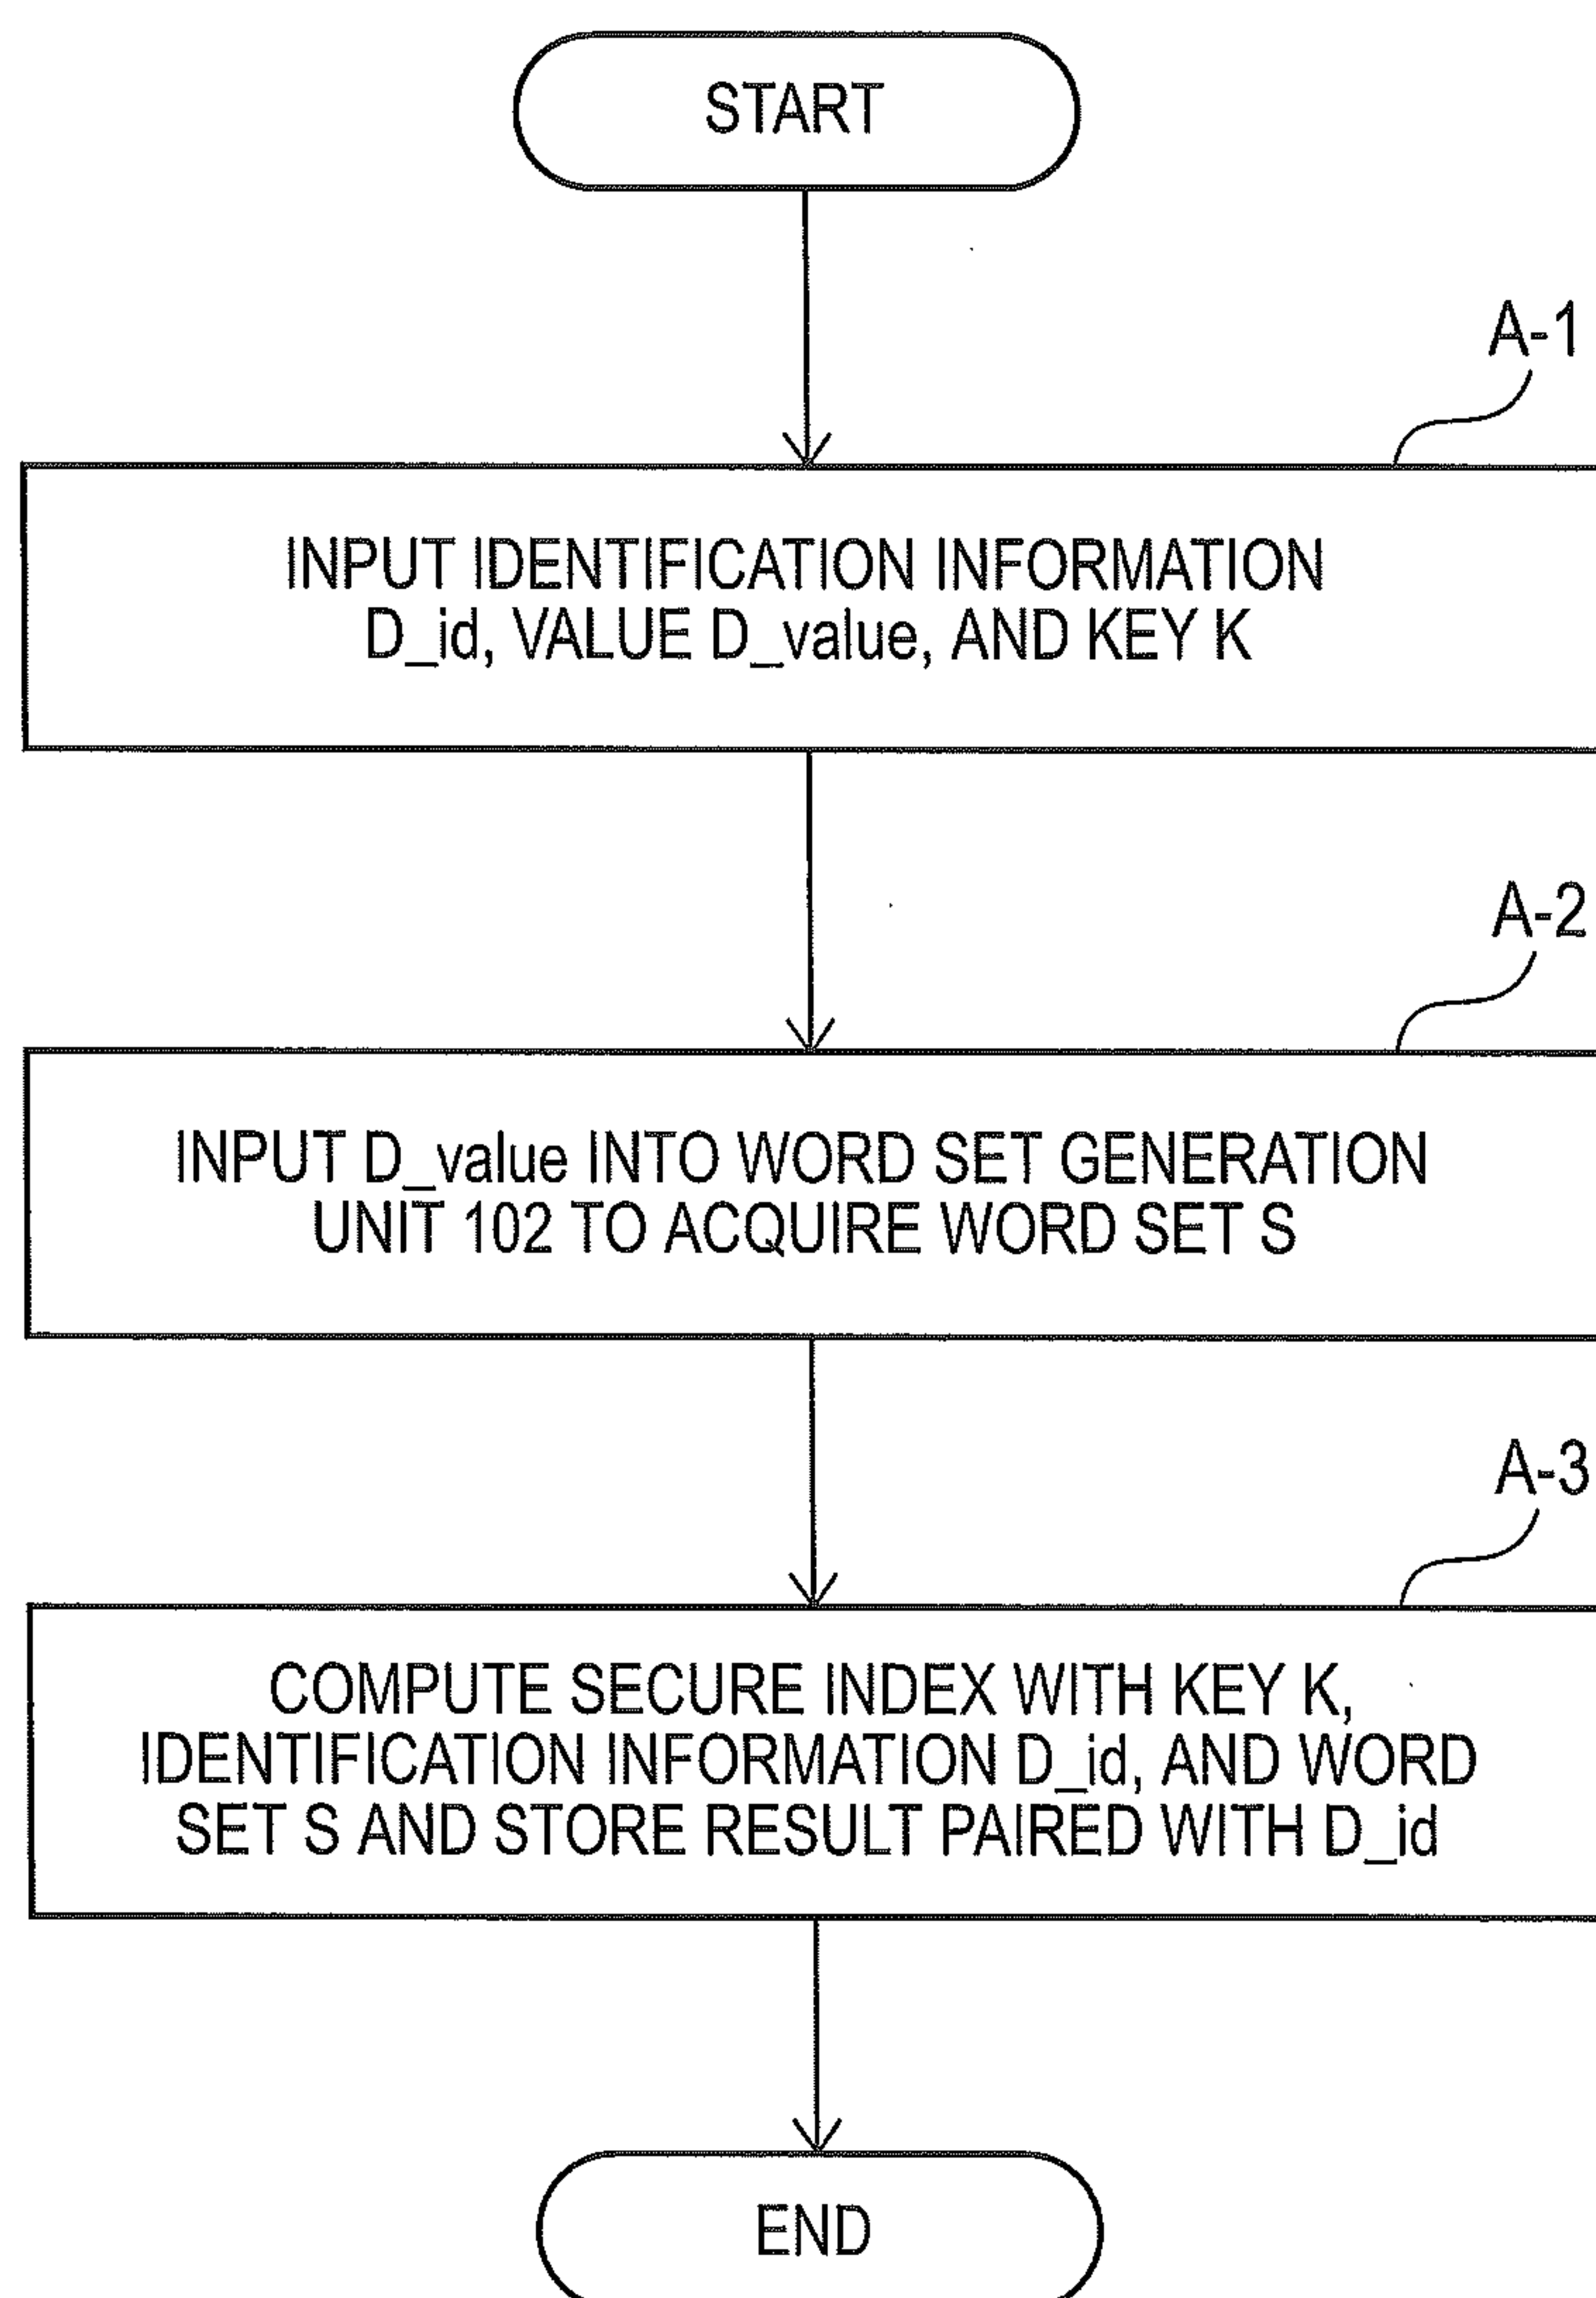 START
A-1
INPUT IDENTIFICATION INFORMATION
D_id, VALUE D_value, AND KEY K
A-2
INPUT D_value INTO WORD SET GENERATION
UNIT 102 TO ACQUIRE WORD SET S
A-3
COMPUTE SECURE INDEX WITH KEY K,
IDENTIFICATION INFORMATION D_id, AND WORD
SET S AND STORE RESULT PAIRED WITH D_id
END